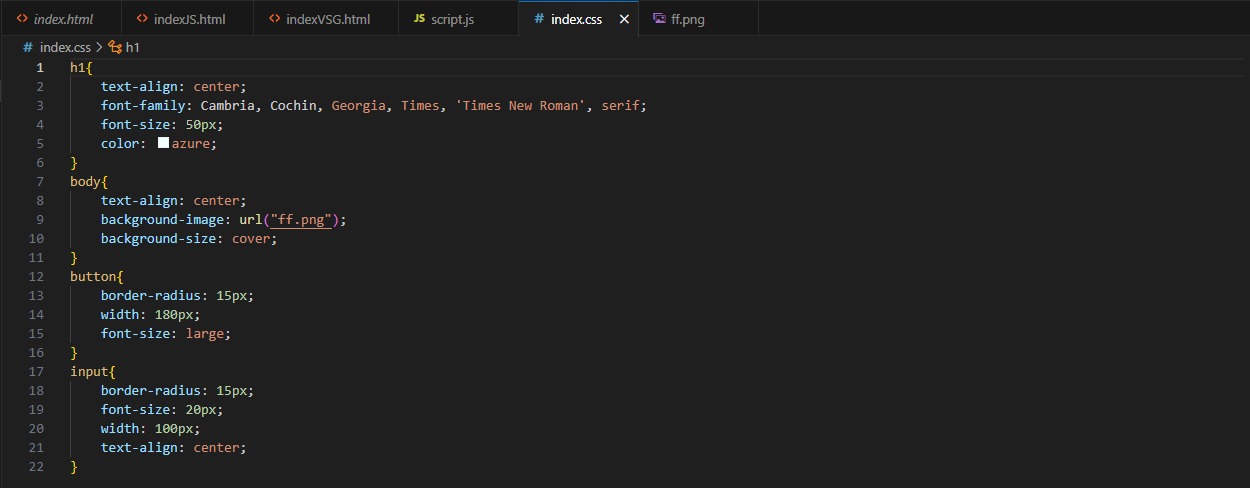 index.html indexJS.html indexVSG.html JS script.js # index.css × ff.png
# index.css > h1
1 h1{
2 text-align: center;
3 font-family: Cambria, Cochin, Georgia, Times, 'Times New Roman', serif;
4 font-size: 50px;
5 color: azure;
6 }
7 body{
8 text-align: center;
9 background-image: url("ff.png");
10 background-size: cover;
11 }
12 button{
13 border-radius: 15px;
14 width: 180px;
15 font-size: large;
16 }
17 input{
18 border-radius: 15px;
19 font-size: 20px;
20 width: 100px;
21 text-align: center;
22 }